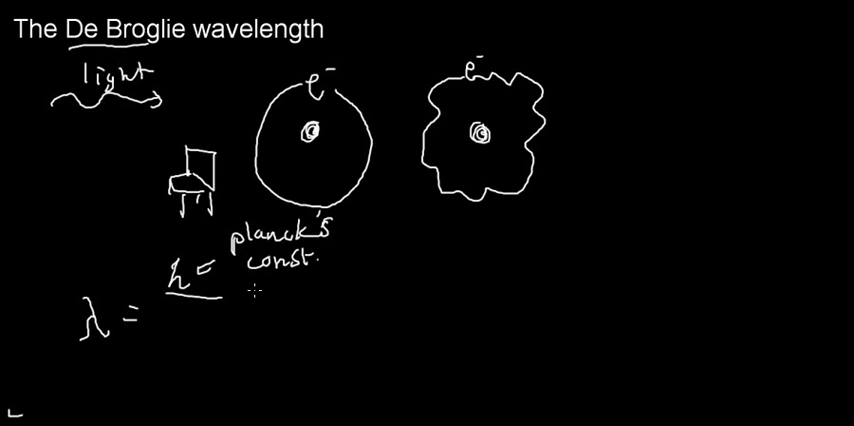 The De Broglie wavelength
light
e⁻
e⁻
planck's
const.
h =
λ =